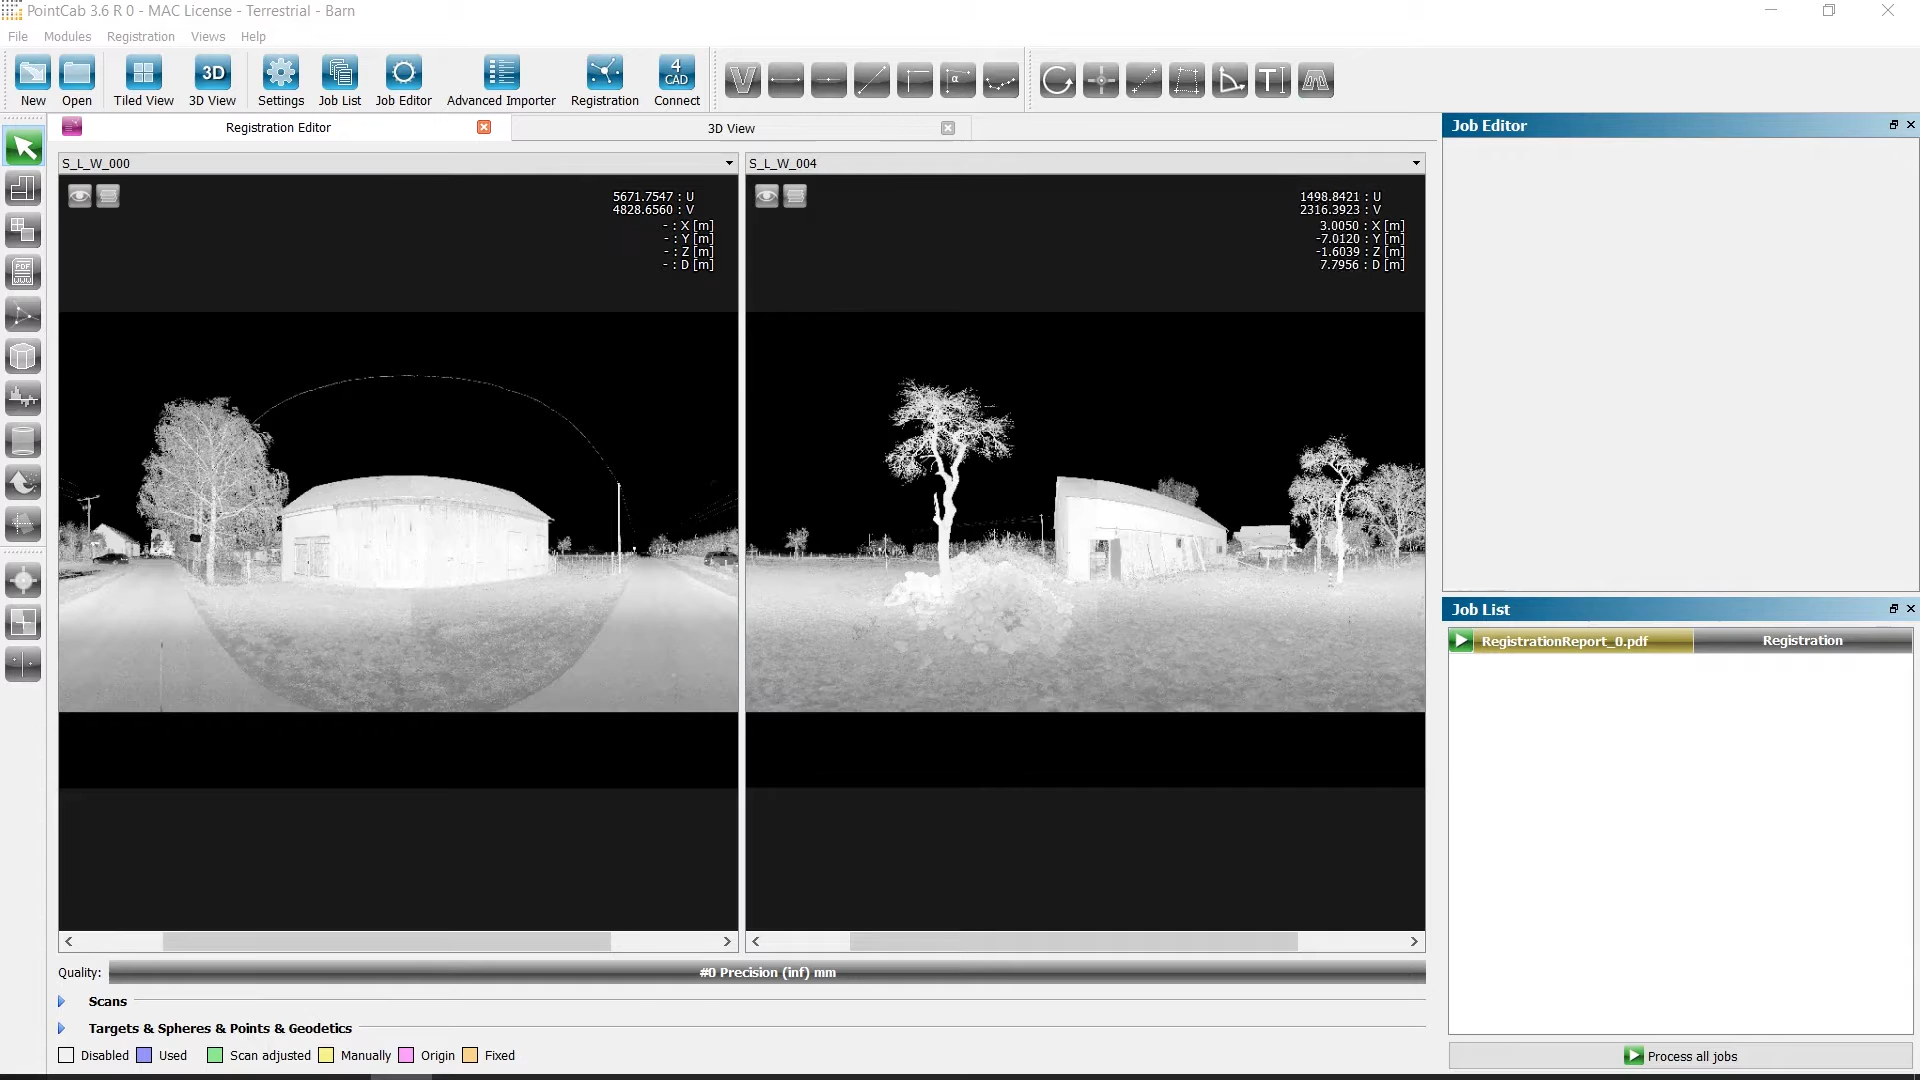 PointCab 3.6 R 0 - MAC License - Terrestrial - Barn
File Modules Registration Views Help
New Open Tiled View 3D 3D View Settings Job List Job Editor Advanced Importer Registration 4 CAD Connect
Registration Editor 3D View
Job Editor
S_L_W_000 S_L_W_004
5671.7547 : U
4828.6560 : V
- : X [m]
- : Y [m]
- : Z [m]
- : D [m]
1498.8421 : U
2316.3923 : V
3.0050 : X [m]
-7.0120 : Y [m]
-1.6039 : Z [m]
7.7956 : D [m]
PDF
Job List
RegistrationReport_0.pdf Registration
Quality: #0 Precision (inf) mm
Scans
Targets & Spheres & Points & Geodetics
Disabled Used Scan adjusted Manually Origin Fixed
Process all jobs